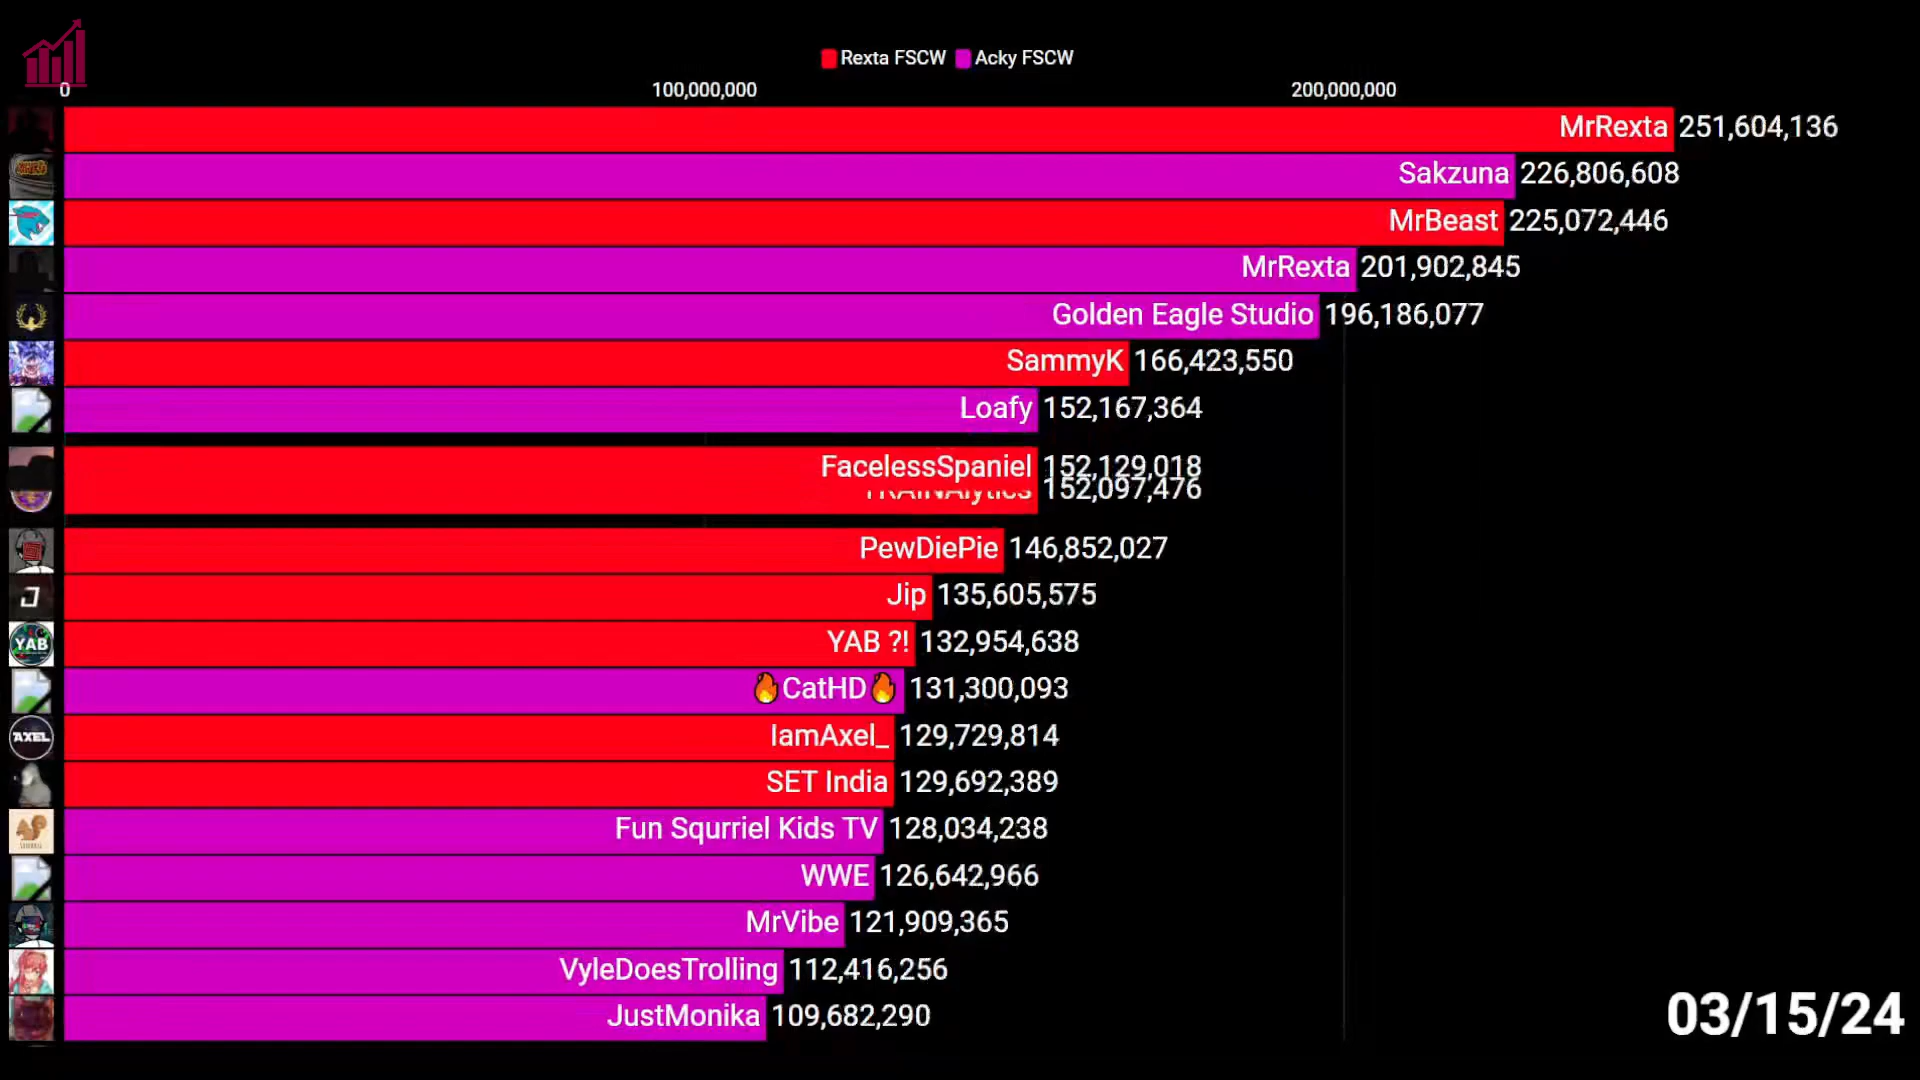 Rexta FSCW Acky FSCW
0 100,000,000 200,000,000
MrRexta 251,604,136
Sakzuna 226,806,608
MrBeast 225,072,446
MrRexta 201,902,845
Golden Eagle Studio 196,186,077
SammyK 166,423,550
Loafy 152,167,364
FacelessSpaniel 152,129,018
152,097,476
PewDiePie 146,852,027
Jip 135,605,575
YAB ?! 132,954,638
YAB
🔥CatHD🔥 131,300,093
IamAxel_ 129,729,814
AXEL
SET India 129,692,389
Fun Squrriel Kids TV 128,034,238
WWE 126,642,966
MrVibe 121,909,365
VyleDoesTrolling 112,416,256
JustMonika 109,682,290
03/15/24